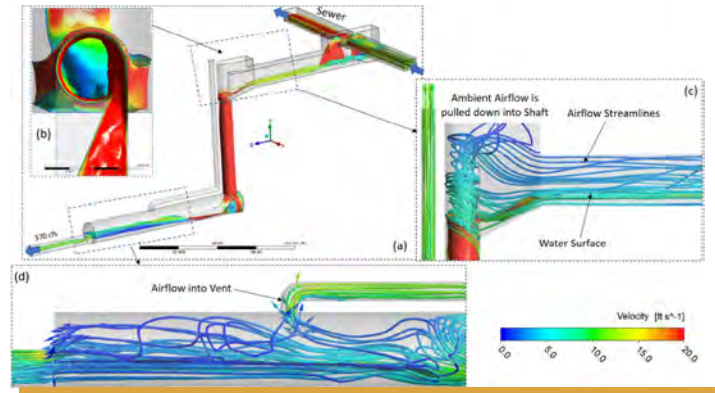 Sewer
(b)
(c)
Ambient Airflow is
pulled down into Shaft
Airflow Streamlines
Water Surface
370 cfs
(a)
(d)
Airflow into Vent
Velocity [ft s^-1]
0.0
5.0
10.0
15.0
20.0